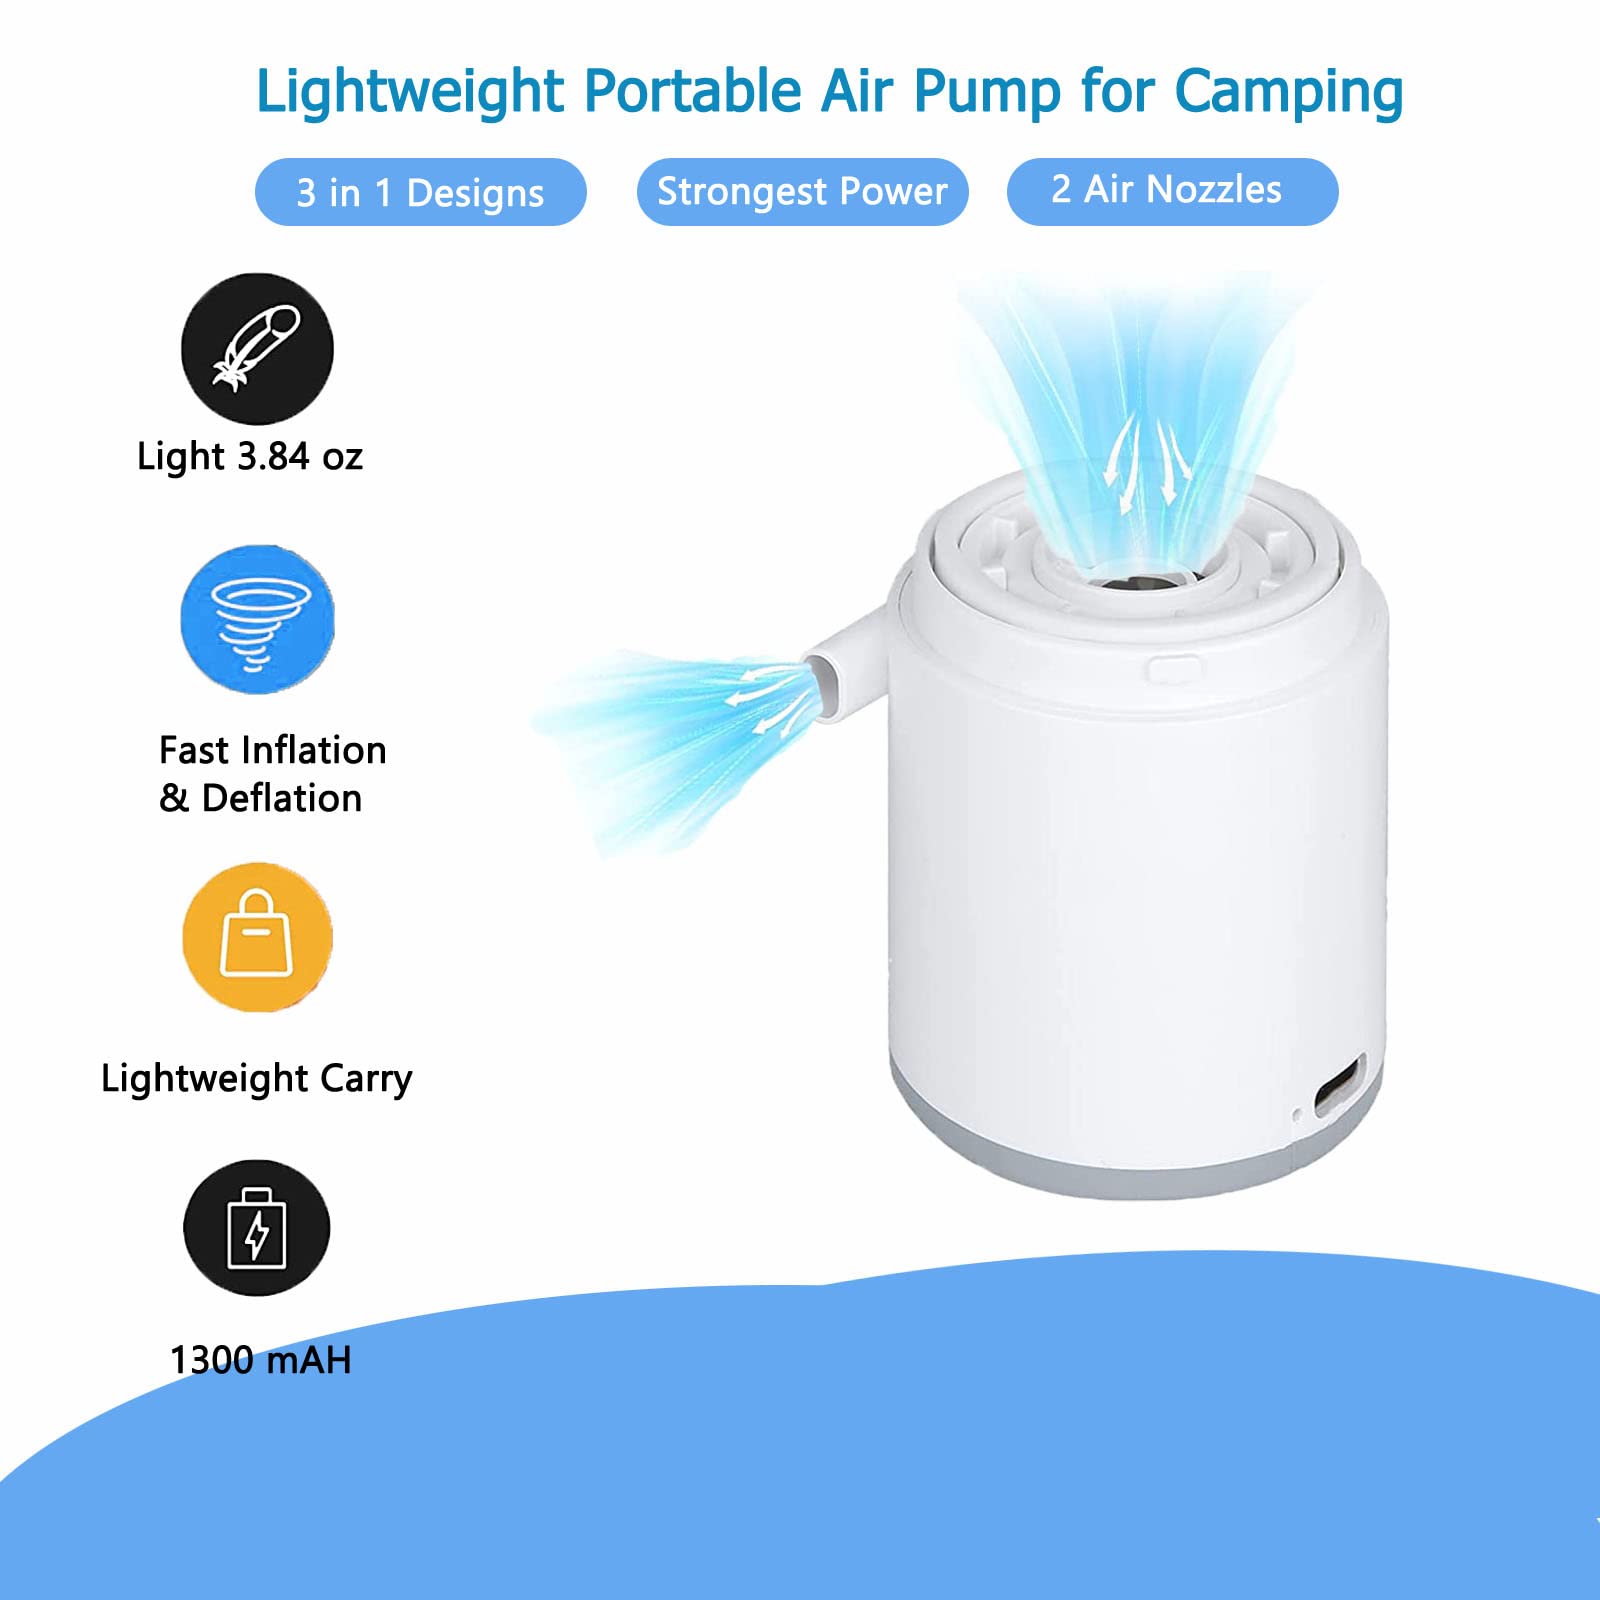 Lightweight Portable Air Pump for Camping
3 in 1 Designs
Strongest Power
2 Air Nozzles
Light 3.84 oz
Fast Inflation
& Deflation
Lightweight Carry
1300 mAH